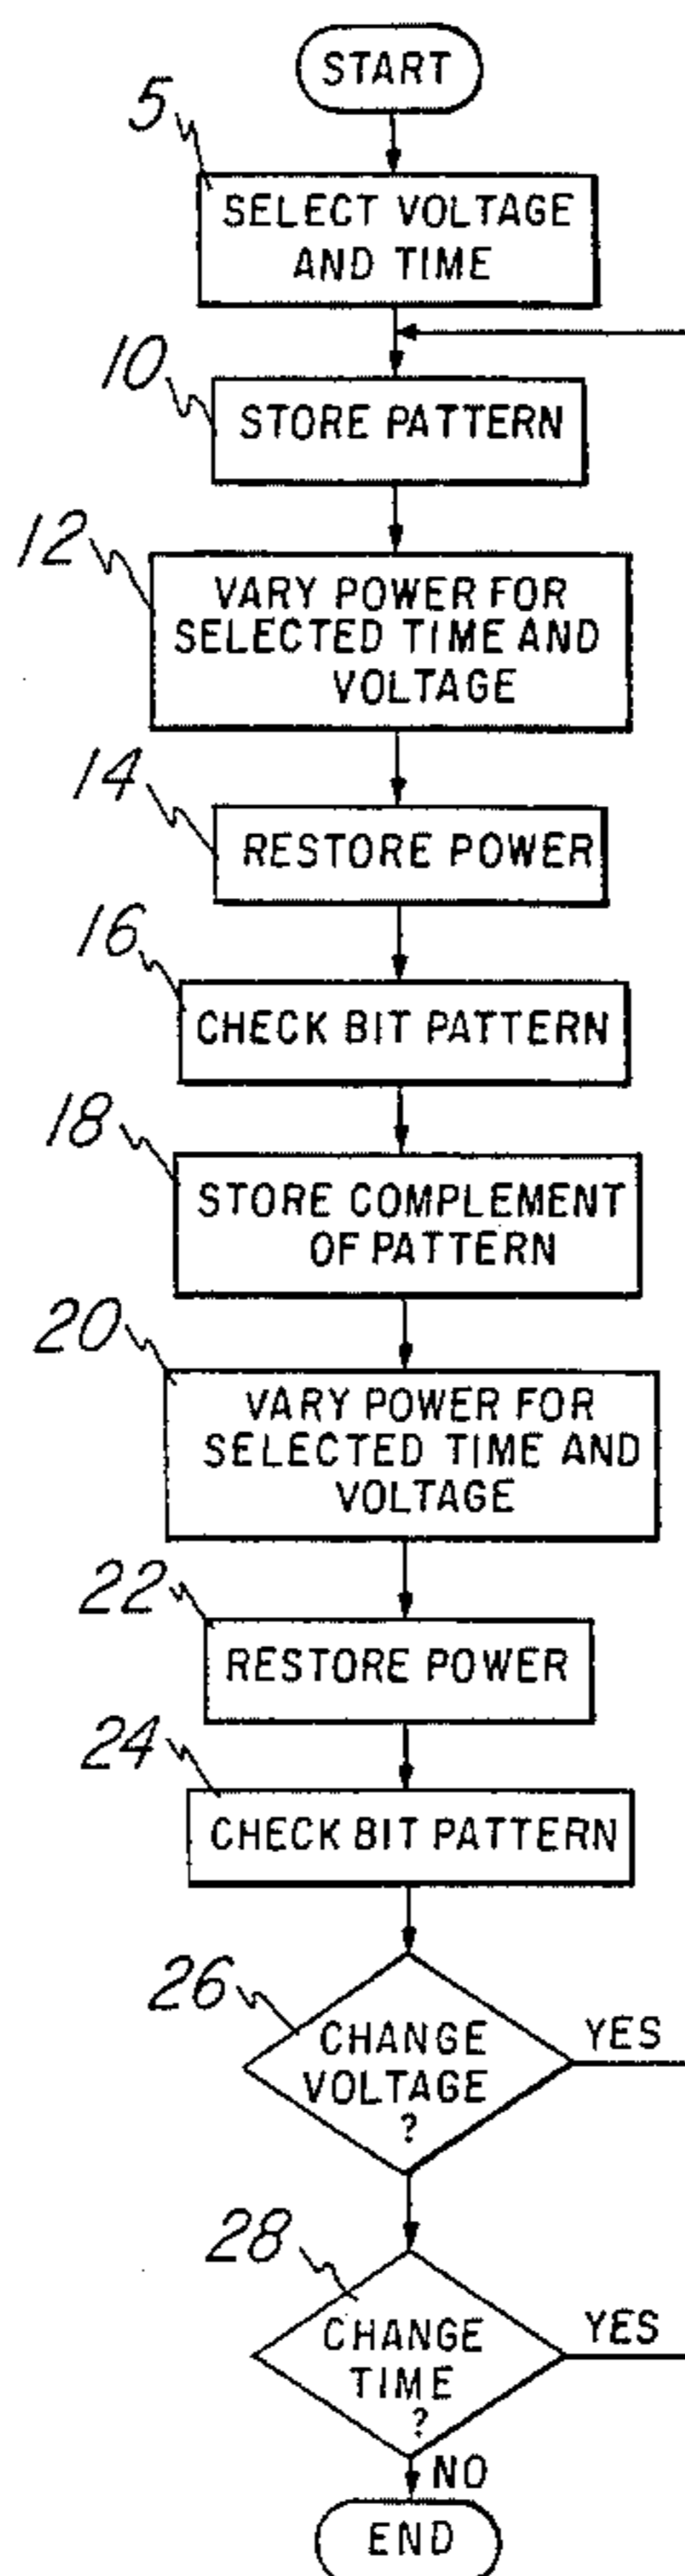 START
5
SELECT VOLTAGE
AND TIME
10
STORE PATTERN
12
VARY POWER FOR
SELECTED TIME AND
VOLTAGE
14
RESTORE POWER
16
CHECK BIT PATTERN
18
STORE COMPLEMENT
OF PATTERN
20
VARY POWER FOR
SELECTED TIME AND
VOLTAGE
22
RESTORE POWER
24
CHECK BIT PATTERN
26
CHANGE
VOLTAGE
?
YES
28
CHANGE
TIME
?
YES
NO
END